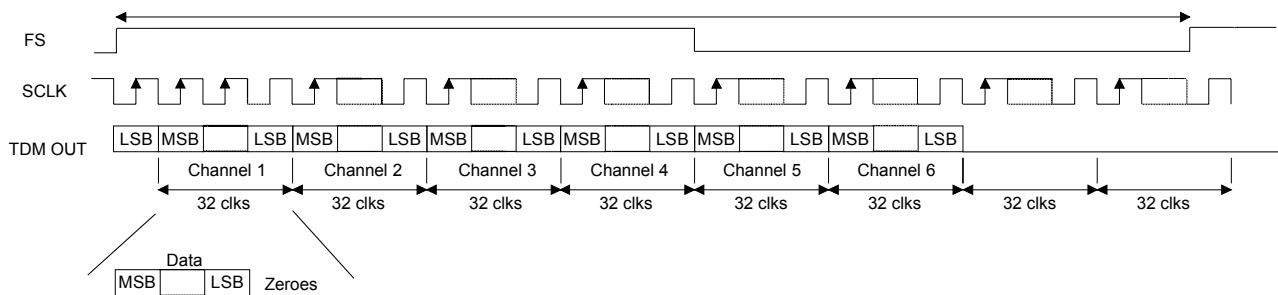 FS
SCLK
TDM OUT
LSB MSB LSB MSB LSB MSB LSB MSB LSB MSB LSB MSB LSB
Channel 1 Channel 2 Channel 3 Channel 4 Channel 5 Channel 6
32 clks 32 clks 32 clks 32 clks 32 clks 32 clks 32 clks 32 clks
Data
MSB LSB Zeroes